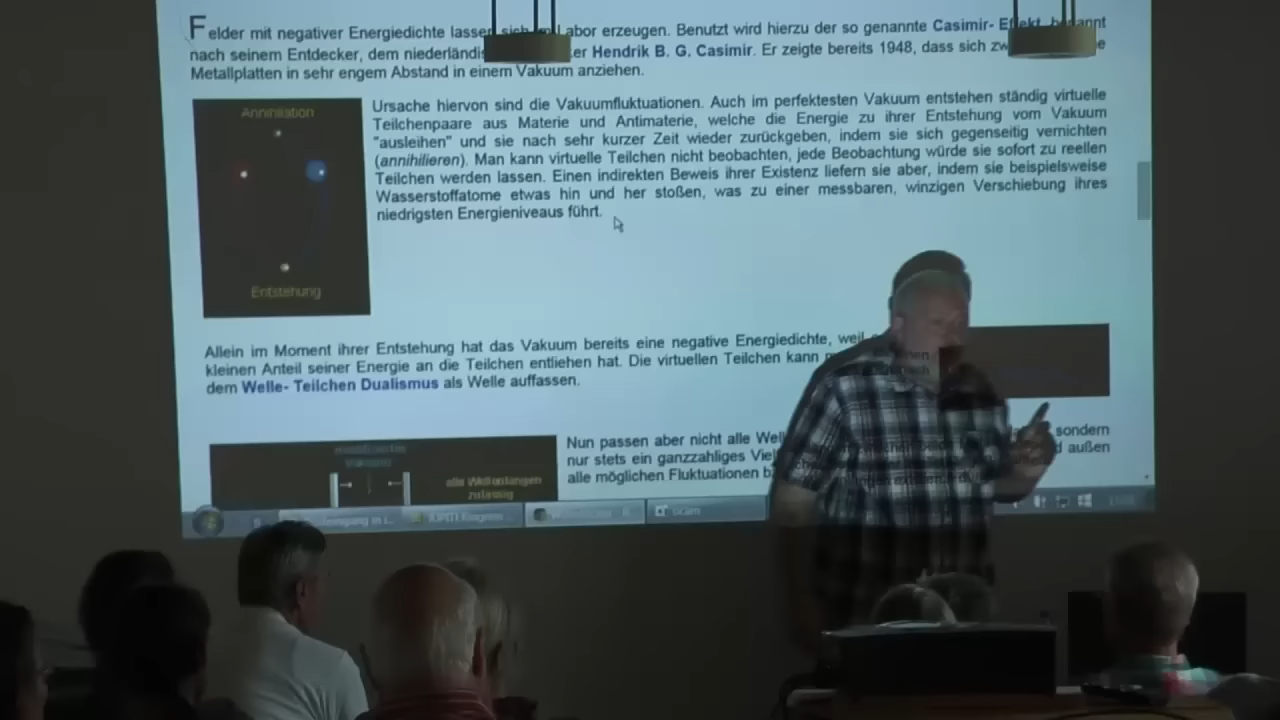 Felder mit negativer Energiedichte lassen sich im Labor erzeugen. Benutzt wird hierzu der so genannte Casimir- Effekt, benannt
nach seinem Entdecker, dem niederländis er Hendrik B. G. Casimir. Er zeigte bereits 1948, dass sich zw e
Metallplatten in sehr engem Abstand in einem Vakuum anziehen.
Annihilation
Entstehung
Ursache hiervon sind die Vakuumfluktuationen. Auch im perfektesten Vakuum entstehen ständig virtuelle
Teilchenpaare aus Materie und Antimaterie, welche die Energie zu ihrer Entstehung vom Vakuum
"ausleihen" und sie nach sehr kurzer Zeit wieder zurückgeben, indem sie sich gegenseitig vernichten
(annihilieren). Man kann virtuelle Teilchen nicht beobachten, jede Beobachtung würde sie sofort zu reellen
Teilchen werden lassen. Einen indirekten Beweis ihrer Existenz liefern sie aber, indem sie beispielsweise
Wasserstoffatome etwas hin und her stoßen, was zu einer messbaren, winzigen Verschiebung ihres
niedrigsten Energieniveaus führt.
Allein im Moment ihrer Entstehung hat das Vakuum bereits eine negative Energiedichte, weil
kleinen Anteil seiner Energie an die Teilchen entliehen hat. Die virtuellen Teilchen kann
dem Welle- Teilchen Dualismus als Welle auffassen.
Vakuum
alle Wellenlängen
zulässig
Nun passen aber nicht alle Well sondern
nur stets ein ganzzahliges Viel d außen
alle möglichen Fluktuationen b